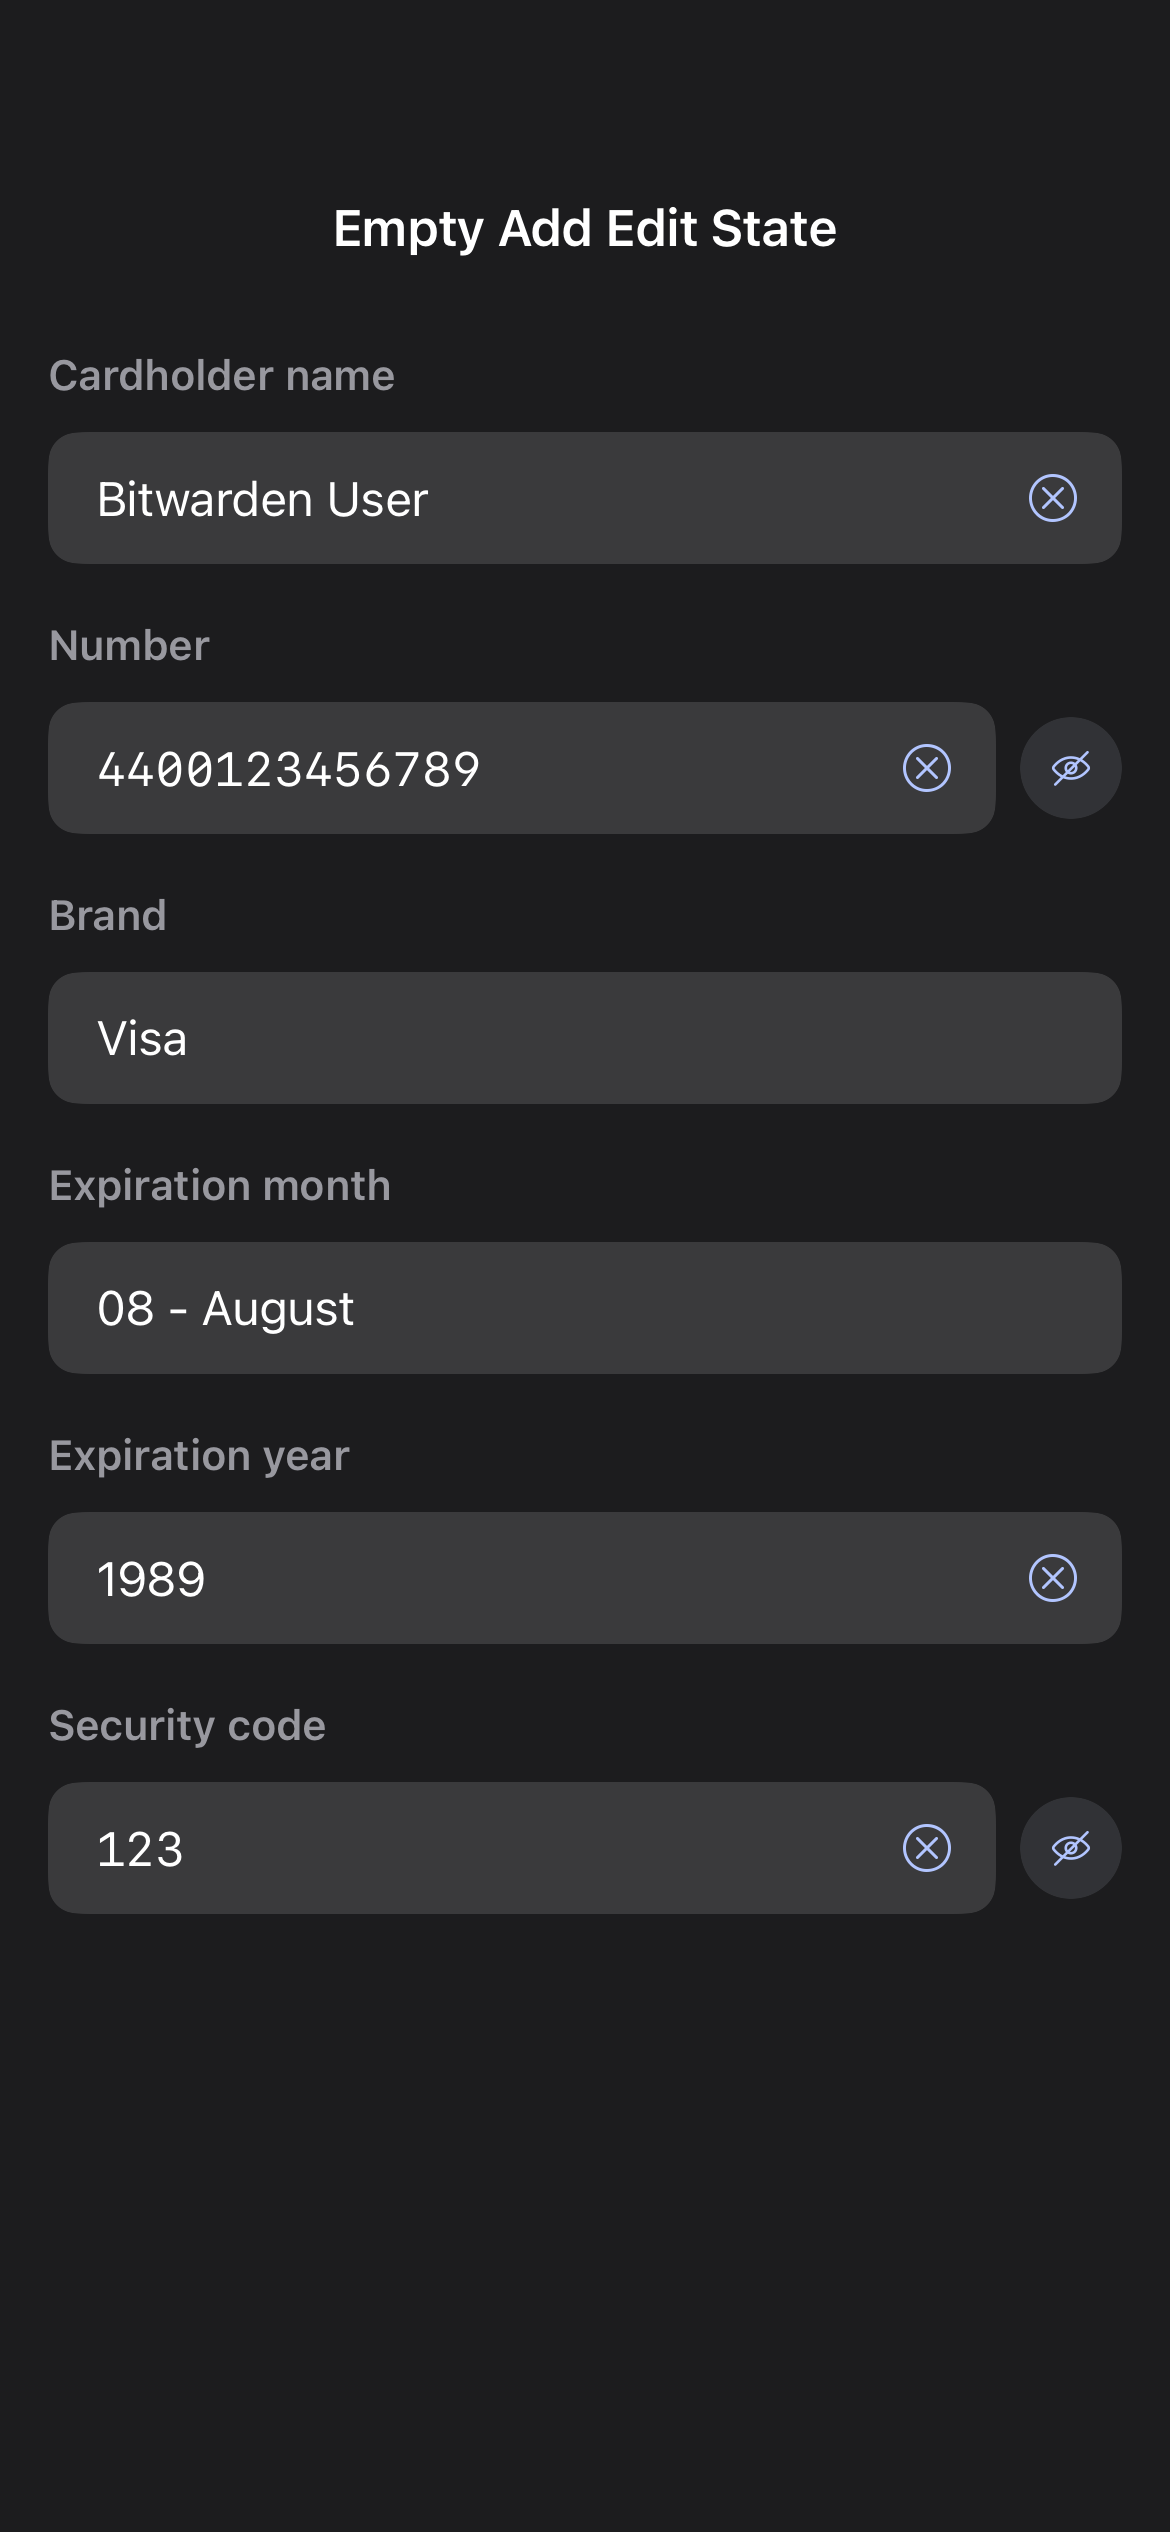 Empty Add Edit State
Cardholder name
Bitwarden User
Number
4400123456789
Brand
Visa
Expiration month
08 - August
Expiration year
1989
Security code
123